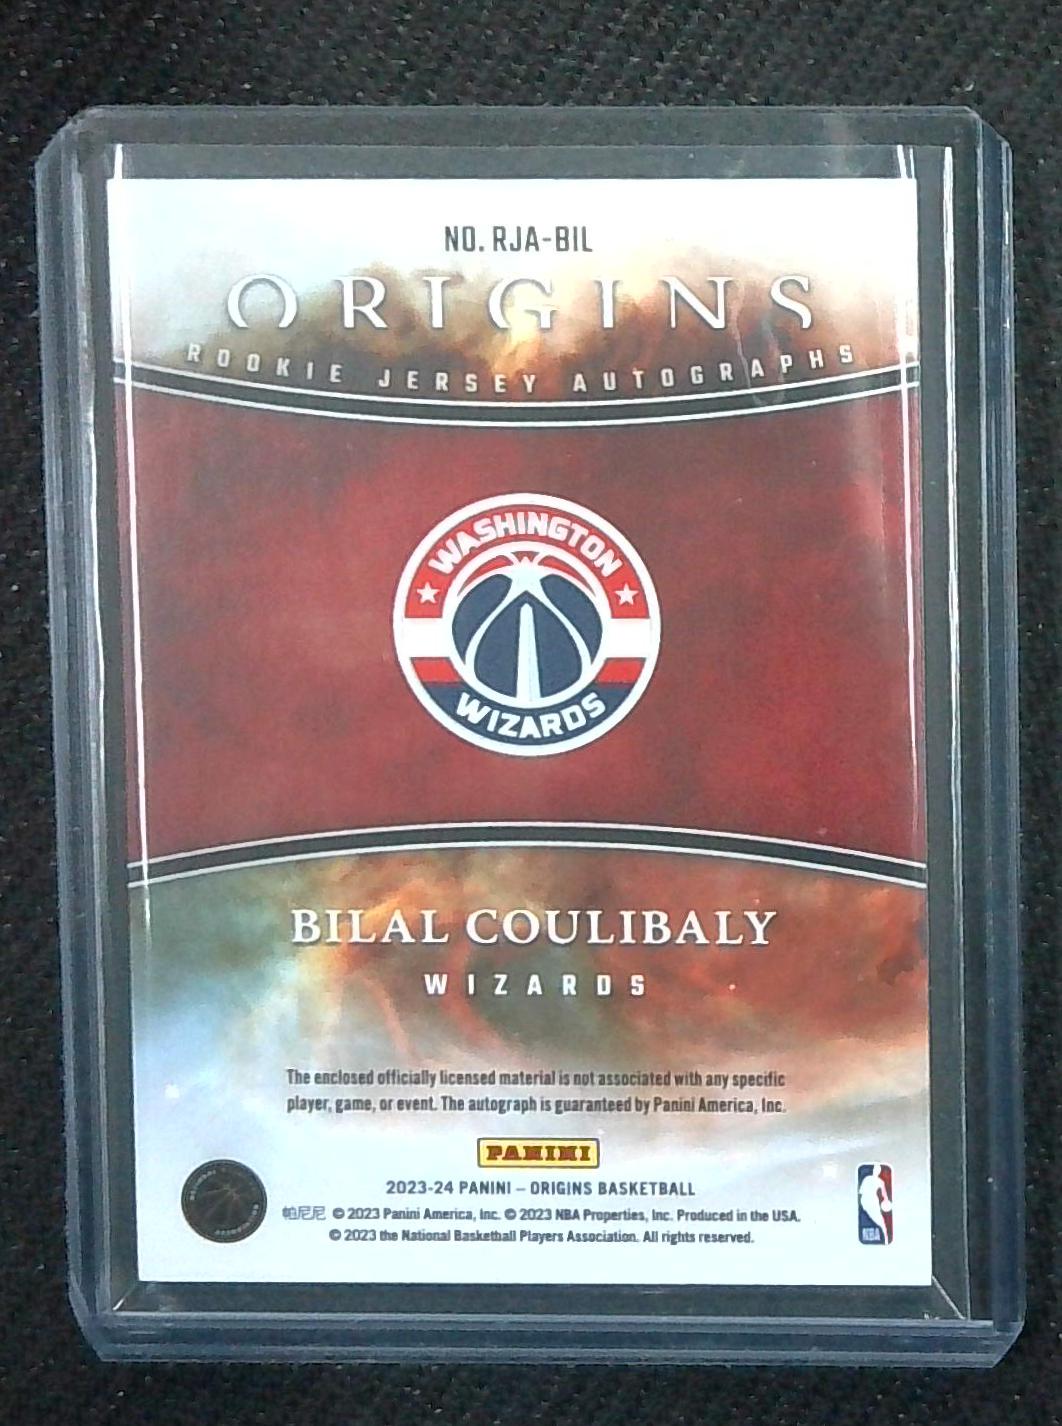 NO. RJA-BIL
ORIGINS
ROOKIE JERSEY AUTOGRAPHS
WASHINGTON
WIZARDS
BILAL COULIBALY
WIZARDS
The enclosed officially licensed material is not associated with any specific
player, game, or event. The autograph is guaranteed by Panini America, Inc.
PANINI
2023-24 PANINI – ORIGINS BASKETBALL
帕尼尼 © 2023 Panini America, Inc. © 2023 NBA Properties, Inc. Produced in the USA.
© 2023 the National Basketball Players Association. All rights reserved.
NBA